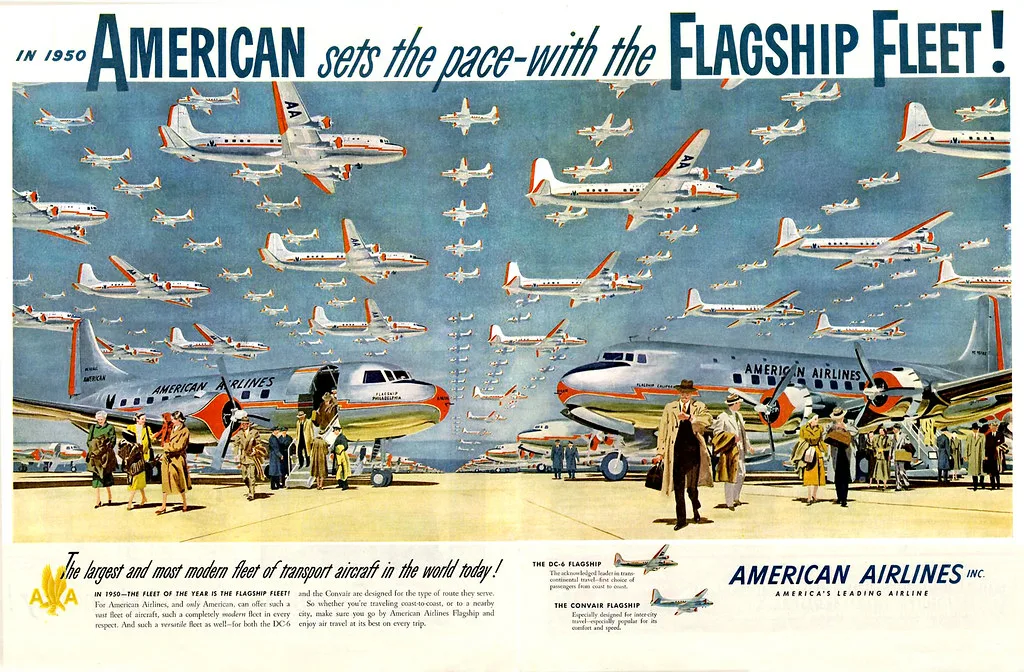 IN 1950 AMERICAN sets the pace-with the FLAGSHIP FLEET!
AA
AA
AMERICAN
AMERICAN AIRLINES
FLAGSHIP
PHILADELPHIA
AMERICAN AIRLINES
The largest and most modern fleet of transport aircraft in the world today!
A A
IN 1950—THE FLEET OF THE YEAR IS THE FLAGSHIP FLEET!
For American Airlines, and only American, can offer such a
vast fleet of aircraft, such a completely modern fleet in every
respect. And such a versatile fleet as well—for both the DC-6
and the Convair are designed for the type of route they serve.
So whether you're traveling coast-to-coast, or to a nearby
city, make sure you go by American Airlines Flagship and
enjoy air travel at its best on every trip.
THE DC-6 FLAGSHIP
The acknowledged leader in trans-
continental travel—first choice of
passengers from coast to coast.
THE CONVAIR FLAGSHIP
Especially designed for inter-city
travel—especially popular for its
comfort and speed.
AMERICAN AIRLINES INC.
AMERICA'S LEADING AIRLINE